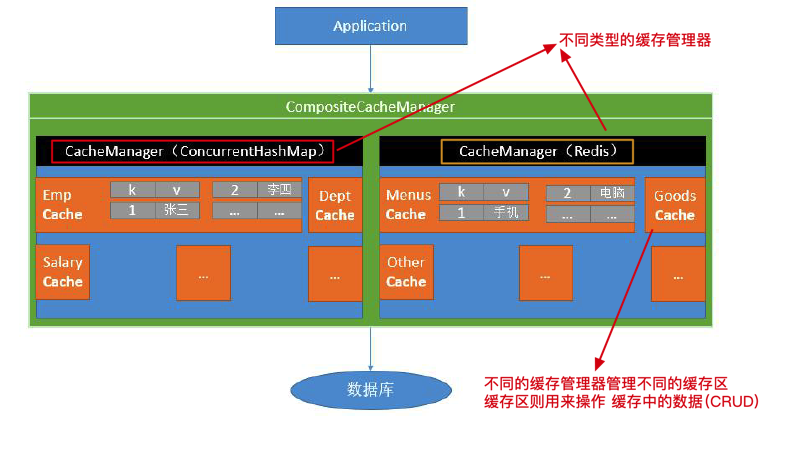 Application
不同类型的缓存管理器
CompositeCacheManager
CacheManager（ConcurrentHashMap）
CacheManager（Redis）
Emp
Cache
k v
1 张三
2 李四
... ...
Dept
Cache
Menus
Cache
k v
1 手机
2 电脑
... ...
Goods
Cache
Salary
Cache
...
...
Other
Cache
...
...
数据库
不同的缓存管理器管理不同的缓存区
缓存区则用来操作 缓存中的数据(CRUD)